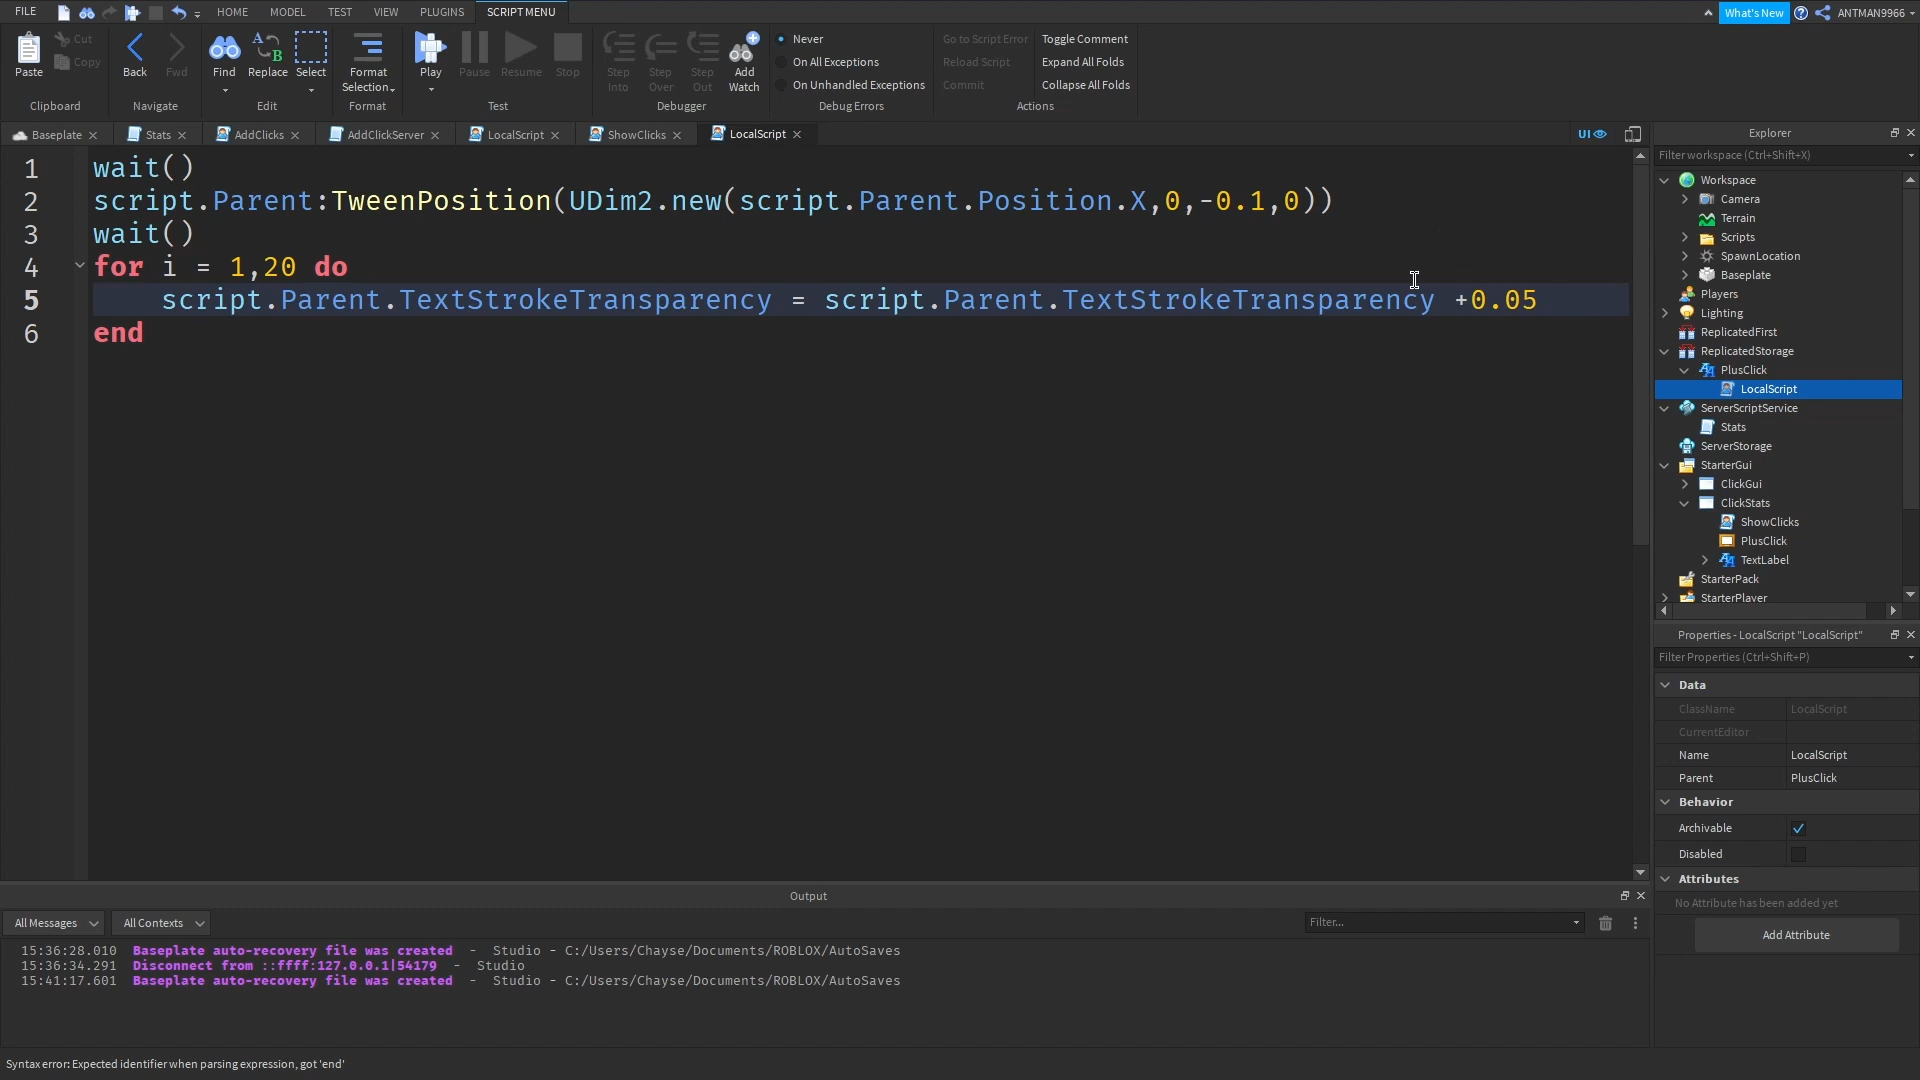 FILE HOME MODEL TEST VIEW PLUGINS SCRIPT MENU What's New ANTMAN9966
Paste Cut Copy Clipboard
Back Fwd Navigate
Find Replace Select Edit
Format Selection Format
Play Pause Resume Stop Test
Step Into Step Over Step Out Add Watch Debugger
Never
On All Exceptions
On Unhandled Exceptions
Debug Errors
Go to Script Error Toggle Comment
Reload Script Expand All Folds
Commit Collapse All Folds
Actions
Baseplate Stats AddClicks AddClickServer LocalScript ShowClicks LocalScript UI
1 wait()
2 script.Parent:TweenPosition(UDim2.new(script.Parent.Position.X,0,-0.1,0))
3 wait()
4 for i = 1,20 do
5 script.Parent.TextStrokeTransparency = script.Parent.TextStrokeTransparency +0.05
6 end
Explorer
Filter workspace (Ctrl+Shift+X)
Workspace
Camera
Terrain
Scripts
SpawnLocation
Baseplate
Players
Lighting
ReplicatedFirst
ReplicatedStorage
PlusClick
LocalScript
ServerScriptService
Stats
ServerStorage
StarterGui
ClickGui
ClickStats
ShowClicks
PlusClick
TextLabel
StarterPack
StarterPlayer
Properties - LocalScript "LocalScript"
Filter Properties (Ctrl+Shift+P)
Data
ClassName LocalScript
CurrentEditor
Name LocalScript
Parent PlusClick
Behavior
Archivable
Disabled
Attributes
No Attribute has been added yet
Add Attribute
Output
All Messages All Contexts Filter...
15:36:28.010 Baseplate auto-recovery file was created - Studio - C:/Users/Chayse/Documents/ROBLOX/AutoSaves
15:36:34.291 Disconnect from ::ffff:127.0.0.1|54179 - Studio
15:41:17.601 Baseplate auto-recovery file was created - Studio - C:/Users/Chayse/Documents/ROBLOX/AutoSaves
Syntax error: Expected identifier when parsing expression, got 'end'